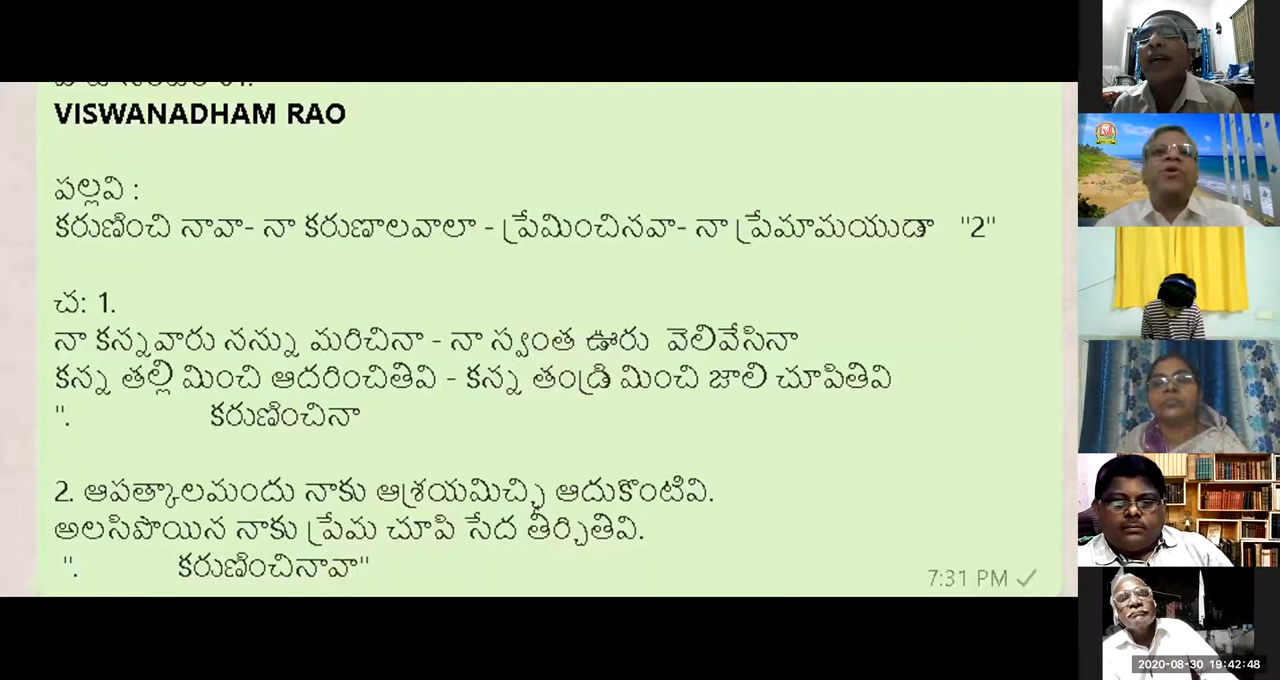 VISWANADHAM RAO
పల్లవి :
కరుణించి నావా- నా కరుణాలవాలా - ప్రేమించినవా- నా ప్రేమామయుడా "2"
చ: 1.
నా కన్నవారు నన్ను మరిచినా - నా స్వంత ఊరు వెలివేసినా
కన్న తల్లి మించి ఆదరించితివి - కన్న తండ్రి మించి జాలి చూపితివి
". కరుణించినా
2. ఆపత్కాలమందు నాకు ఆశ్రయమిచ్చి ఆదుకొంటివి.
అలసిపొయిన నాకు ప్రేమ చూపి సేద తీర్చితివి.
". కరుణించినావా"
7:31 PM
2020-08-30 19:42:48